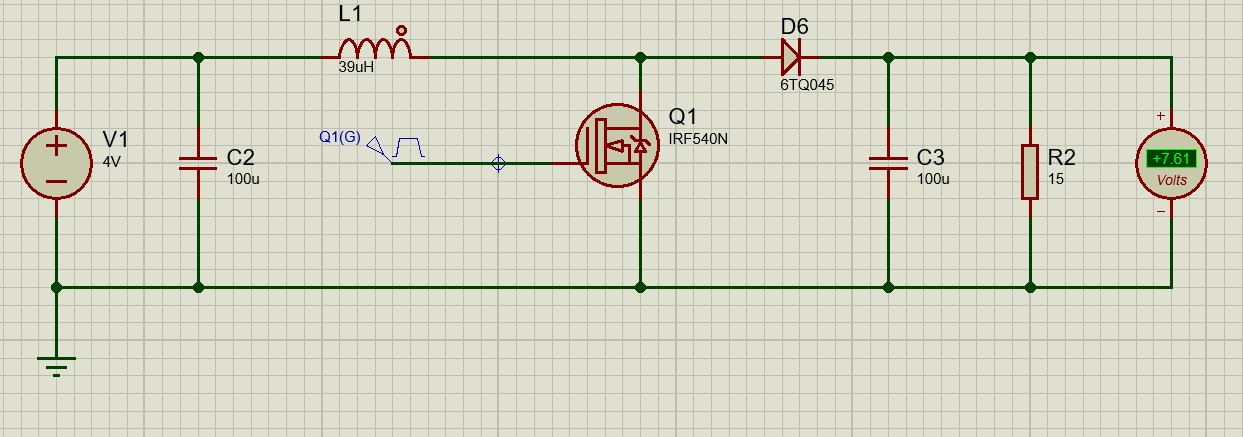 L1
39uH
D6
6TQ045
Q1
IRF540N
Q1(G)
V1
4V
C2
100u
C3
100u
R2
15
+
+7.61
Volts